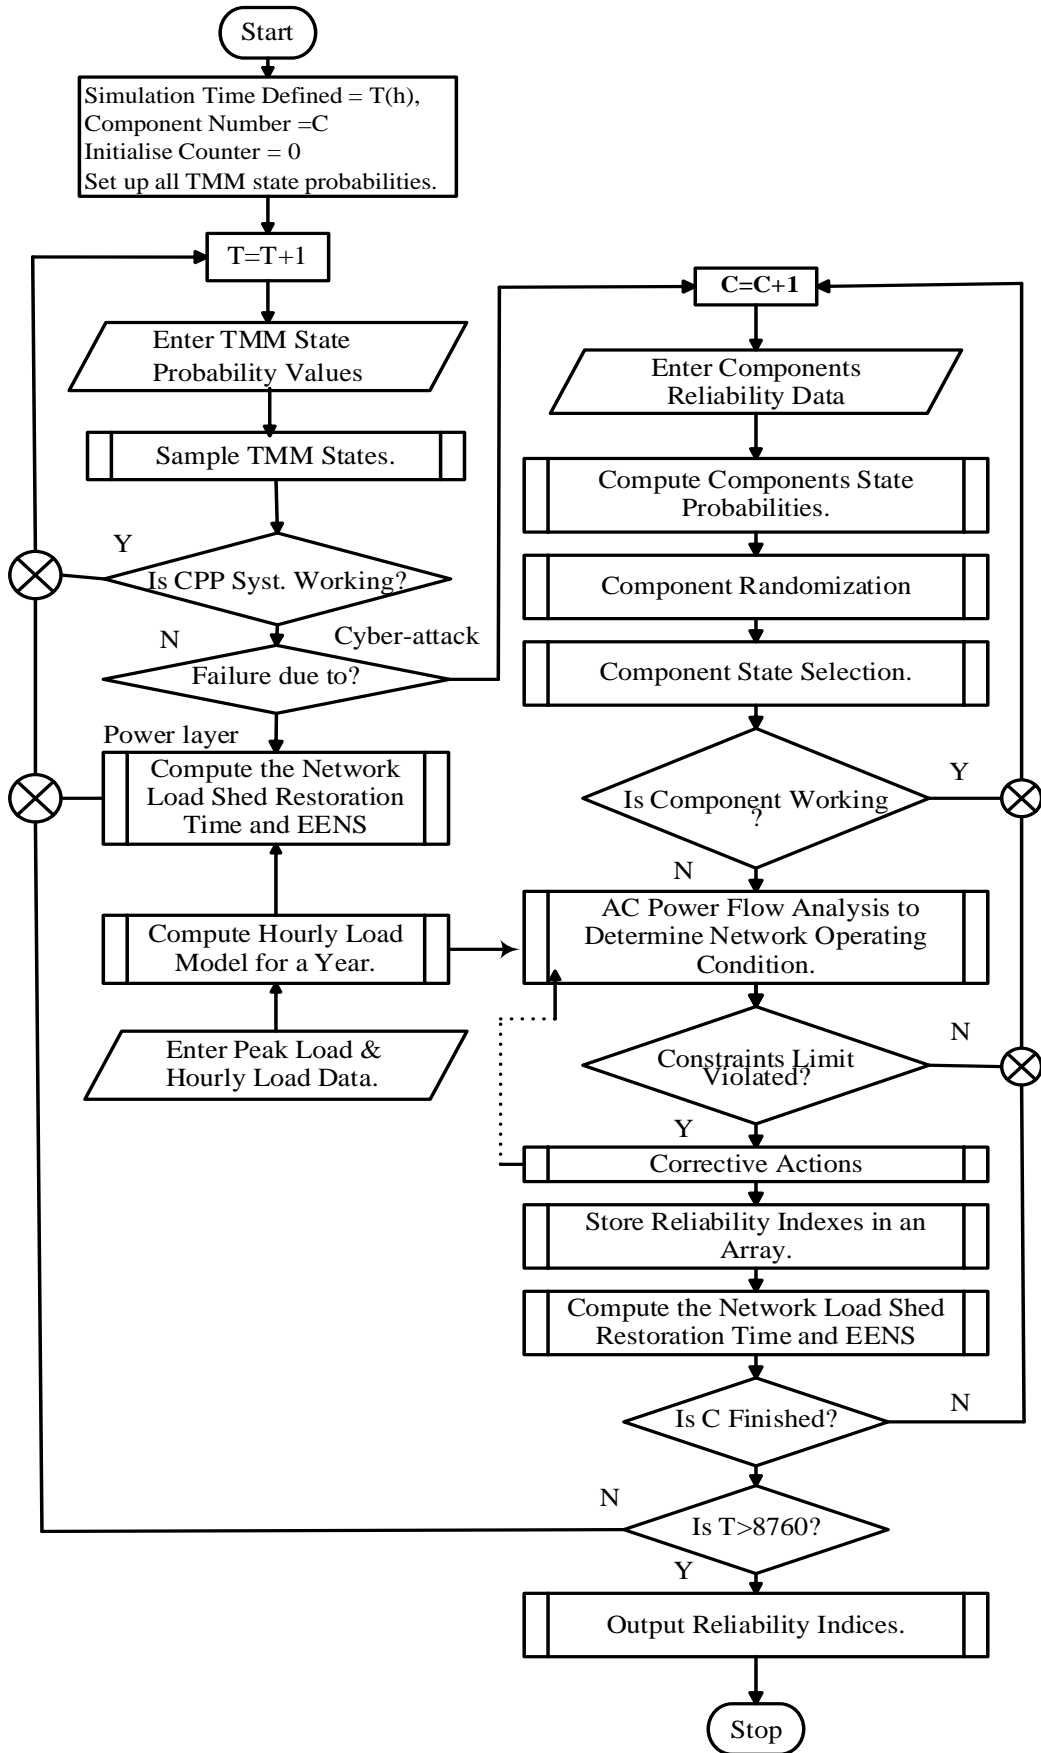 Start
Simulation Time Defined = T(h),
Component Number =C
Initialise Counter = 0
Set up all TMM state probabilities.
T=T+1
Enter TMM State
Probability Values
Sample TMM States.
Y
Is CPP Syst. Working?
N
Cyber-attack
Failure due to?
Power layer
Compute the Network
Load Shed Restoration
Time and EENS
Compute Hourly Load
Model for a Year.
Enter Peak Load &
Hourly Load Data.
C=C+1
Enter Components
Reliability Data
Compute Components State
Probabilities.
Component Randomization
Component State Selection.
Y
Is Component Working
?
N
AC Power Flow Analysis to
Determine Network Operating
Condition.
N
Constraints Limit
Violated?
Y
Corrective Actions
Store Reliability Indexes in an
Array.
Compute the Network Load Shed
Restoration Time and EENS
Is C Finished?
N
N
Is T>8760?
Y
Output Reliability Indices.
Stop